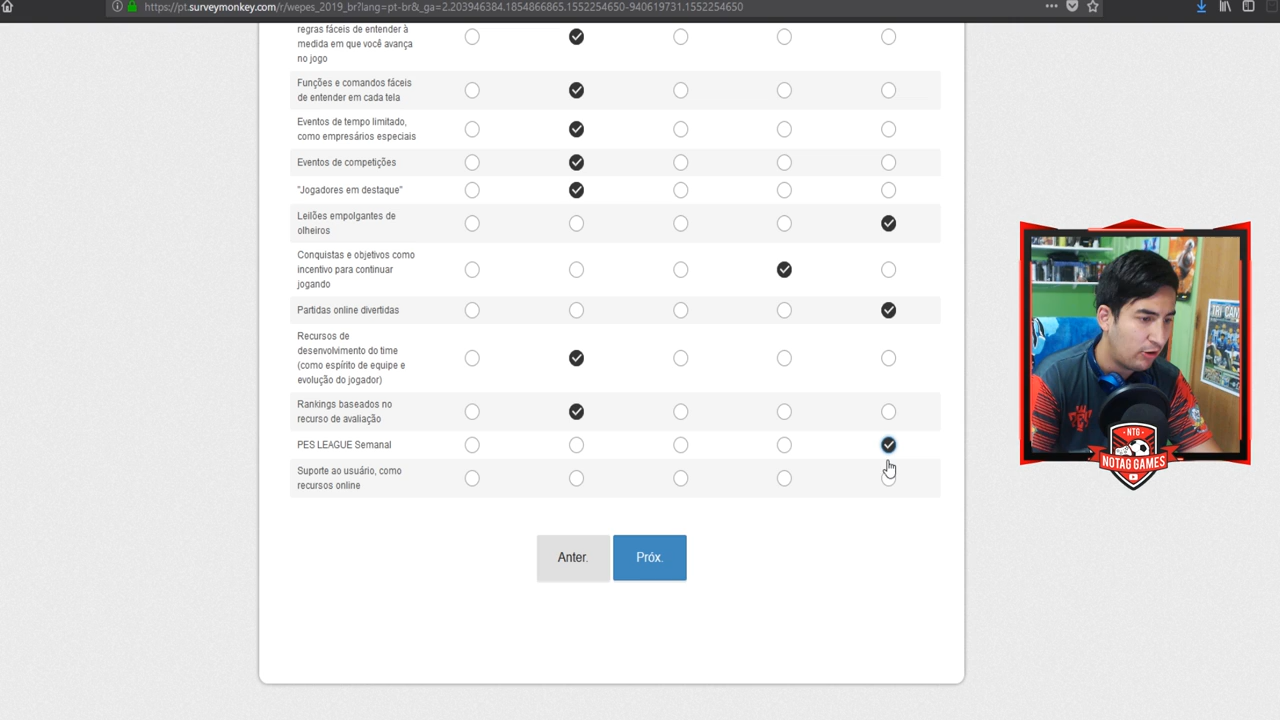 https://pt.surveymonkey.com/r/wepes_2019_br?lang=pt-br&_ga=2.203946384.1854866865.1552254650-940619731.1552254650
regras fáceis de entender à
medida em que você avança
no jogo
Funções e comandos fáceis
de entender em cada tela
Eventos de tempo limitado,
como empresários especiais
Eventos de competições
"Jogadores em destaque"
Leilões empolgantes de
olheiros
Conquistas e objetivos como
incentivo para continuar
jogando
Partidas online divertidas
Recursos de
desenvolvimento do time
(como espírito de equipe e
evolução do jogador)
Rankings baseados no
recurso de avaliação
PES LEAGUE Semanal
Suporte ao usuário, como
recursos online
Anter.
Próx.
TRI CAM
NTG
NOTAG GAMES